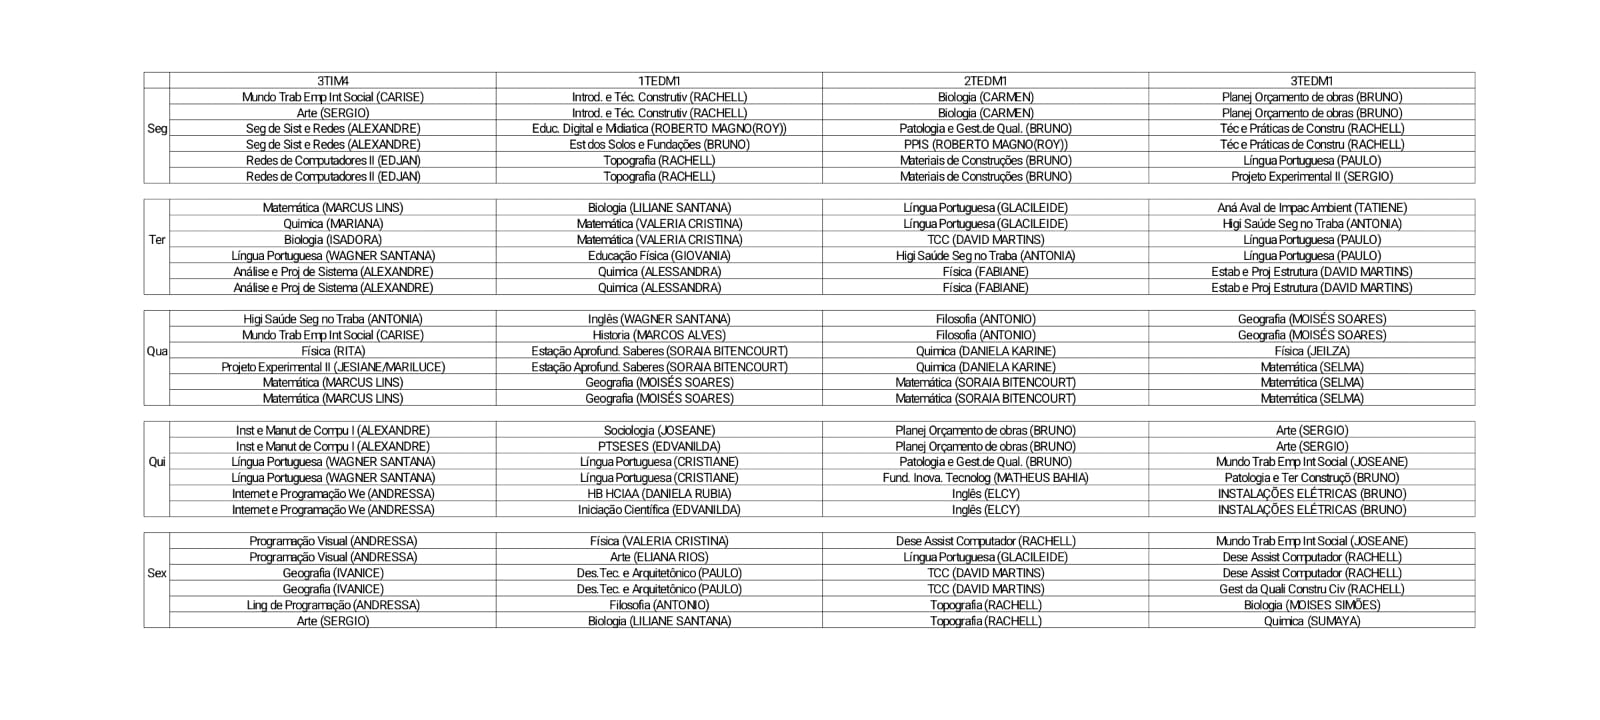 3TIM4 1TEDM1 2TEDM1 3TEDM1
Mundo Trab Emp Int Social (CARISE) Introd. e Téc. Construtiv (RACHELL) Biologia (CARMEN) Planej Orçamento de obras (BRUNO)
Arte (SERGIO) Introd. e Téc. Construtiv (RACHELL) Biologia (CARMEN) Planej Orçamento de obras (BRUNO)
Seg Seg de Sist e Redes (ALEXANDRE) Educ. Digital e Midiatica (ROBERTO MAGNO(ROY)) Patologia e Gest.de Qual. (BRUNO) Téc e Práticas de Constru (RACHELL)
Seg de Sist e Redes (ALEXANDRE) Est dos Solos e Fundações (BRUNO) PPIS (ROBERTO MAGNO(ROY)) Téc e Práticas de Constru (RACHELL)
Redes de Computadores II (EDJAN) Topografia (RACHELL) Materiais de Construções (BRUNO) Língua Portuguesa (PAULO)
Redes de Computadores II (EDJAN) Topografia (RACHELL) Materiais de Construções (BRUNO) Projeto Experimental II (SERGIO)
Matemática (MARCUS LINS) Biologia (LILIANE SANTANA) Língua Portuguesa (GLACILEIDE) Aná Aval de Impac Ambient (TATIENE)
Quimica (MARIANA) Matemática (VALERIA CRISTINA) Língua Portuguesa (GLACILEIDE) Higi Saúde Seg no Traba (ANTONIA)
Ter Biologia (ISADORA) Matemática (VALERIA CRISTINA) TCC (DAVID MARTINS) Língua Portuguesa (PAULO)
Língua Portuguesa (WAGNER SANTANA) Educação Física (GIOVANIA) Higi Saúde Seg no Traba (ANTONIA) Língua Portuguesa (PAULO)
Análise e Proj de Sistema (ALEXANDRE) Quimica (ALESSANDRA) Física (FABIANE) Estab e Proj Estrutura (DAVID MARTINS)
Análise e Proj de Sistema (ALEXANDRE) Quimica (ALESSANDRA) Física (FABIANE) Estab e Proj Estrutura (DAVID MARTINS)
Higi Saúde Seg no Traba (ANTONIA) Inglês (WAGNER SANTANA) Filosofia (ANTONIO) Geografia (MOISÉS SOARES)
Mundo Trab Emp Int Social (CARISE) Historia (MARCOS ALVES) Filosofia (ANTONIO) Geografia (MOISÉS SOARES)
Qua Física (RITA) Estação Aprofund. Saberes (SORAIA BITENCOURT) Quimica (DANIELA KARINE) Física (JEILZA)
Projeto Experimental II (JESIANE/MARILUCE) Estação Aprofund. Saberes (SORAIA BITENCOURT) Quimica (DANIELA KARINE) Matemática (SELMA)
Matemática (MARCUS LINS) Geografia (MOISÉS SOARES) Matemática (SORAIA BITENCOURT) Matemática (SELMA)
Matemática (MARCUS LINS) Geografia (MOISÉS SOARES) Matemática (SORAIA BITENCOURT) Matemática (SELMA)
Inst e Manut de Compu I (ALEXANDRE) Sociologia (JOSEANE) Planej Orçamento de obras (BRUNO) Arte (SERGIO)
Inst e Manut de Compu I (ALEXANDRE) PTSESES (EDVANILDA) Planej Orçamento de obras (BRUNO) Arte (SERGIO)
Qui Língua Portuguesa (WAGNER SANTANA) Língua Portuguesa (CRISTIANE) Patologia e Gest.de Qual. (BRUNO) Mundo Trab Emp Int Social (JOSEANE)
Língua Portuguesa (WAGNER SANTANA) Língua Portuguesa (CRISTIANE) Fund. Inova. Tecnolog (MATHEUS BAHIA) Patologia e Ter Construçõ (BRUNO)
Internet e Programação We (ANDRESSA) HB HCIAA (DANIELA RUBIA) Inglês (ELCY) INSTALAÇÕES ELÉTRICAS (BRUNO)
Internet e Programação We (ANDRESSA) Iniciação Científica (EDVANILDA) Inglês (ELCY) INSTALAÇÕES ELÉTRICAS (BRUNO)
Programação Visual (ANDRESSA) Física (VALERIA CRISTINA) Dese Assist Computador (RACHELL) Mundo Trab Emp Int Social (JOSEANE)
Programação Visual (ANDRESSA) Arte (ELIANA RIOS) Língua Portuguesa (GLACILEIDE) Dese Assist Computador (RACHELL)
Sex Geografia (IVANICE) Des.Tec. e Arquitetônico (PAULO) TCC (DAVID MARTINS) Dese Assist Computador (RACHELL)
Geografia (IVANICE) Des.Tec. e Arquitetônico (PAULO) TCC (DAVID MARTINS) Gest da Quali Constru Civ (RACHELL)
Ling de Programação (ANDRESSA) Filosofia (ANTONIO) Topografia (RACHELL) Biologia (MOISES SIMÕES)
Arte (SERGIO) Biologia (LILIANE SANTANA) Topografia (RACHELL) Quimica (SUMAYA)